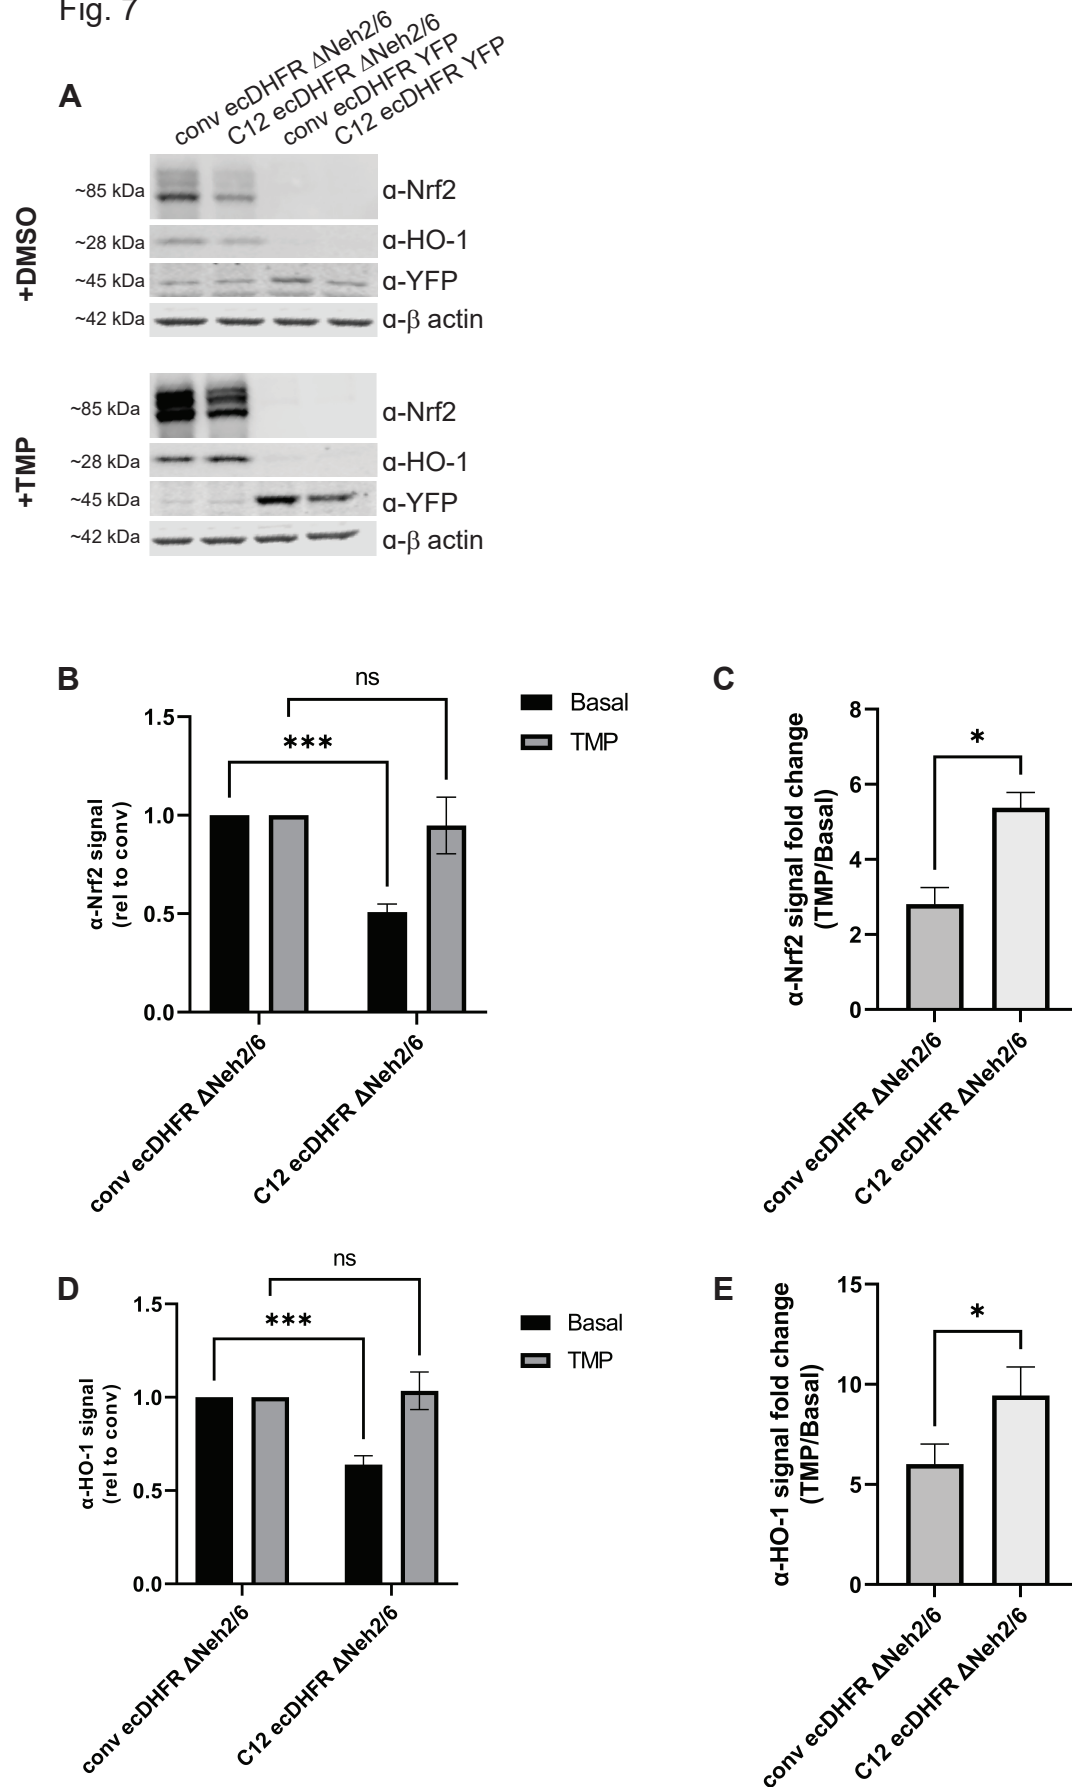 Fig. 7
A
conv ecDHFR ΔNeh2/6
C12 ecDHFR ΔNeh2/6
conv ecDHFR YFP
C12 ecDHFR YFP
+DMSO
~85 kDa
α-Nrf2
~28 kDa
α-HO-1
~45 kDa
α-YFP
~42 kDa
α-β actin
+TMP
~85 kDa
α-Nrf2
~28 kDa
α-HO-1
~45 kDa
α-YFP
~42 kDa
α-β actin
B
ns
***
Basal
TMP
α-Nrf2 signal
(rel to conv)
1.5
1.0
0.5
0.0
conv ecDHFR ΔNeh2/6
C12 ecDHFR ΔNeh2/6
C
*
α-Nrf2 signal fold change
(TMP/Basal)
8
6
4
2
0
conv ecDHFR ΔNeh2/6
C12 ecDHFR ΔNeh2/6
D
ns
***
Basal
TMP
α-HO-1 signal
(rel to conv)
1.5
1.0
0.5
0.0
conv ecDHFR ΔNeh2/6
C12 ecDHFR ΔNeh2/6
E
*
α-HO-1 signal fold change
(TMP/Basal)
15
10
5
0
conv ecDHFR ΔNeh2/6
C12 ecDHFR ΔNeh2/6